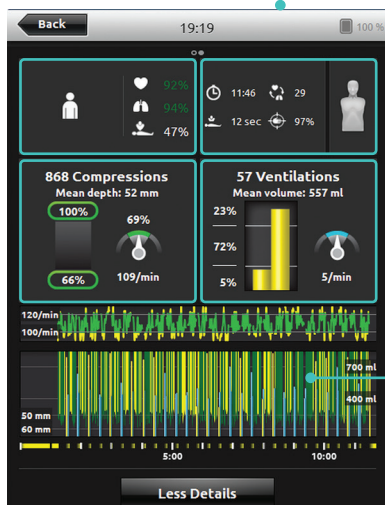 Back
19:19
100 %
92%
94%
47%
11:46 29
12 sec 97%
868 Compressions
Mean depth: 52 mm
100%
69%
66%
109/min
57 Ventilations
Mean volume: 557 ml
23%
72%
5%
5/min
120/min
100/min
700 ml
400 ml
50 mm
60 mm
5:00 10:00
Less Details